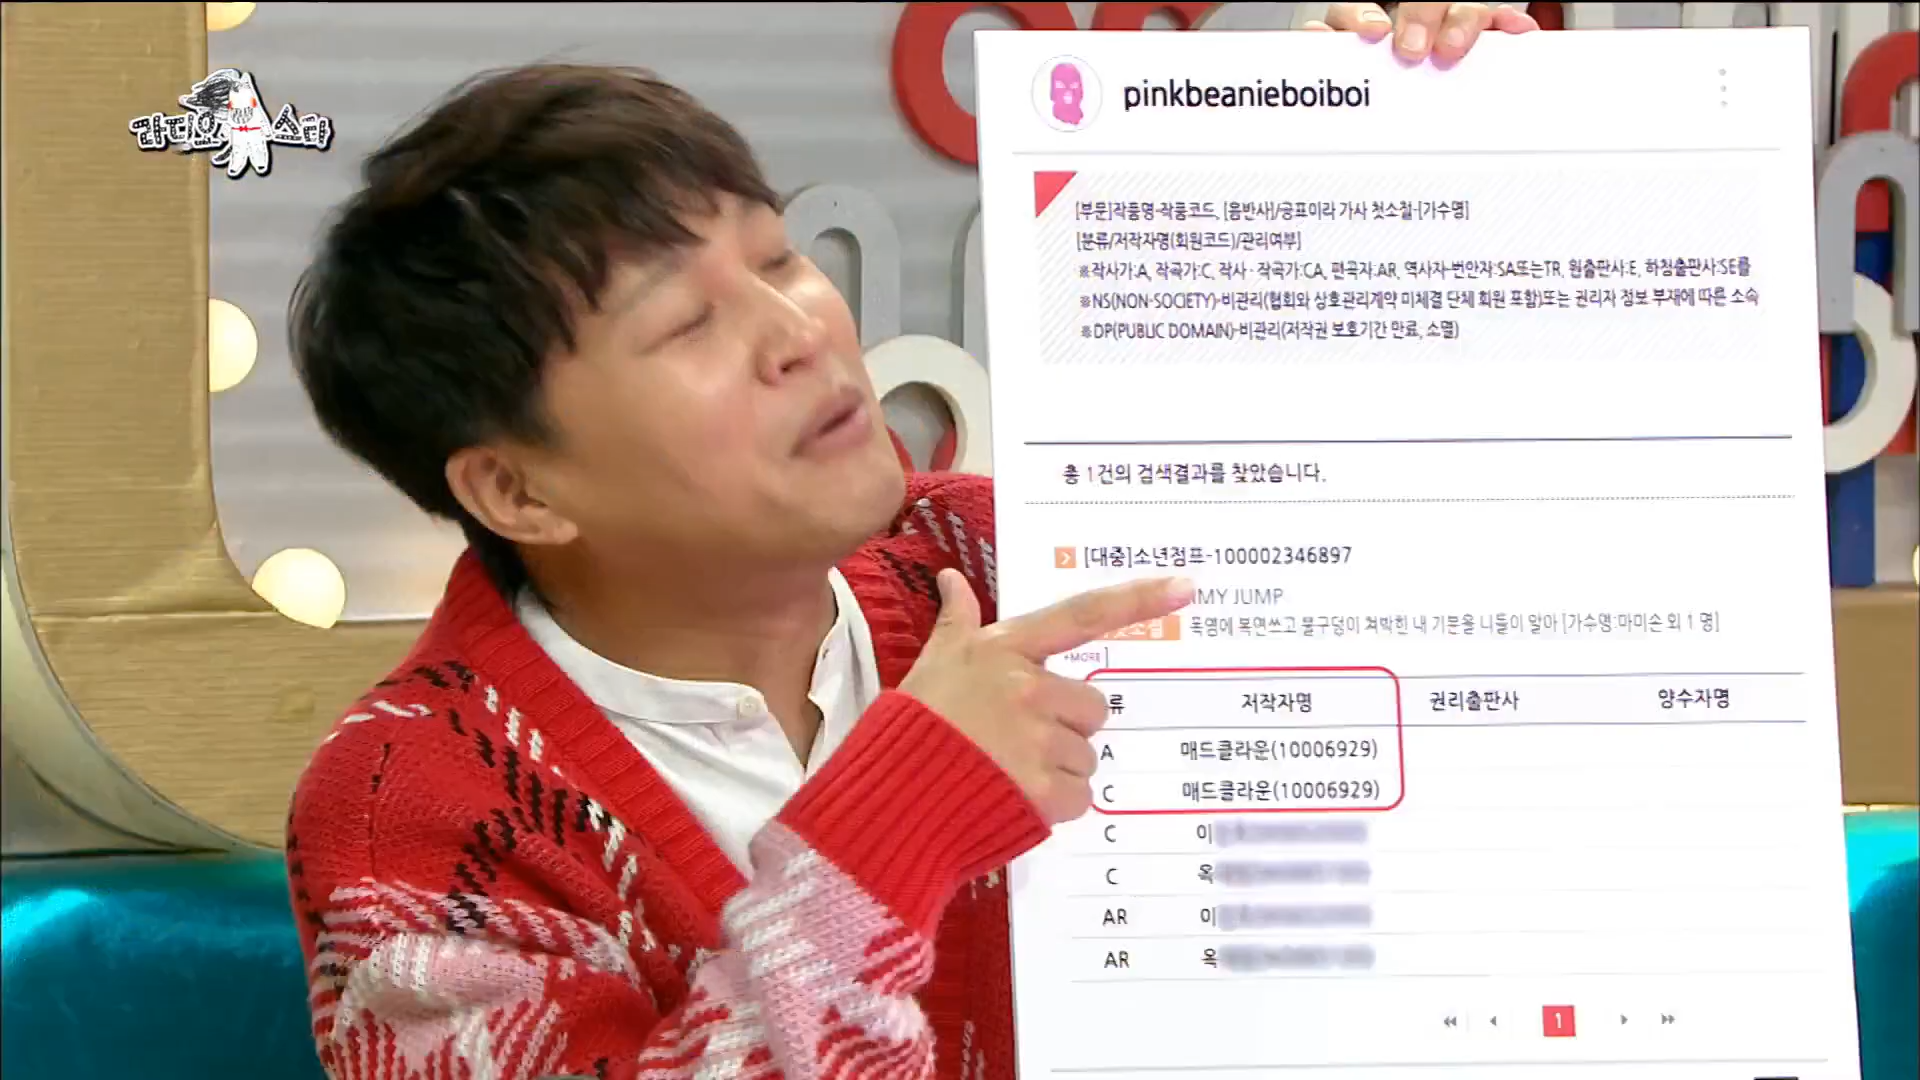 라디오스타
pinkbeanieboiboi
[부문]작품명-작품코드, [음반사]/공표미라 가사 첫소절-[가수명]
[분류/저작자명(회원코드)/관리여부]
※작사가:A, 작곡가:C, 작사·작곡가:CA, 편곡자:AR, 역사자-번안자:SA또는TR, 원출판사:E, 하청출판사:SE를
※NS(NON-SOCIETY)-비관리(협회와 상호관리계약 미체결 단체 회원 포함)또는 권리자 정보 부재에 따른 소속
※DP(PUBLIC DOMAIN)-비관리(저작권 보호기간 만료, 소멸)
총 1건의 검색결과를 찾았습니다.
[대중]소년점프-100002346897
MY JUMP
첫소절 폭염에 복면쓰고 불구덩이 쳐박힌 내 기분을 니들이 알아 [가수명:마미손 외 1 명]
+MORE ]
류 저작자명 권리출판사 양수자명
A 매드클라운(10006929)
C 매드클라운(10006929)
C 이
C 옥
AR 이
AR 옥
1